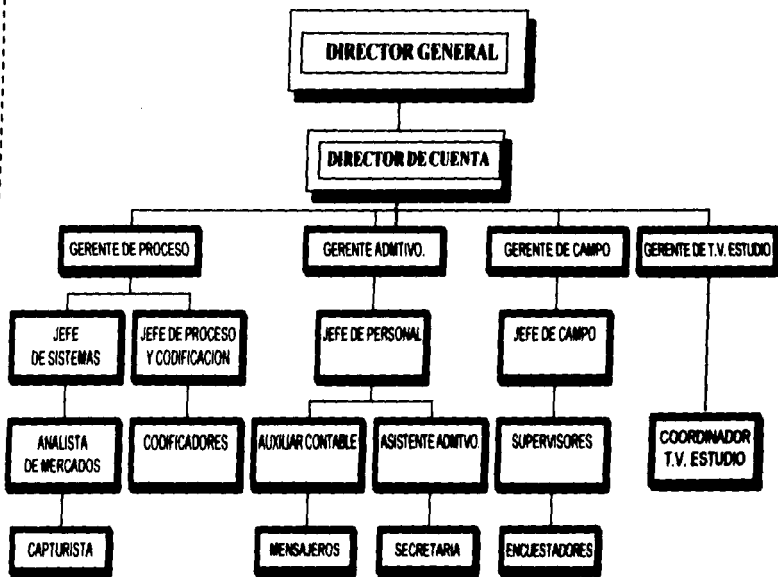 DIRECTOR GENERAL
DIRECTOR DE CUENTA
GERENTE DE PROCESO
GERENTE ADMTIVO.
GERENTE DE CAMPO
GERENTE DE T.V. ESTUDIO
JEFE
DE SISTEMAS
JEFE DE PROCESO
Y CODIFICACION
JEFE DE PERSONAL
JEFE DE CAMPO
ANALISTA
DE MERCADOS
CODIFICADORES
AUXILIAR CONTABLE
ASISTENTE ADMTVO.
SUPERVISORES
COORDINADOR
T.V. ESTUDIO
CAPTURISTA
MENSAJEROS
SECRETARIA
ENCUESTADORES